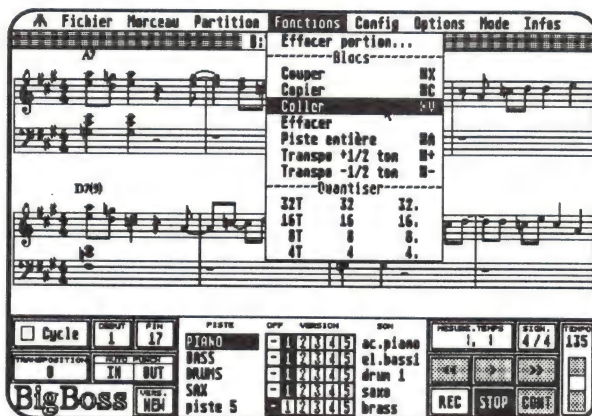 Fichier Morceau Partition Fonctions Config Options Mode Infos
Effacer portion...
Blocs
A7
Couper ⌘X
Copier ⌘C
Coller ⌘V
Effacer
Piste entière ⌘A
Transpo +1/2 ton ⌘+
Transpo -1/2 ton ⌘-
Quantiser
D7(9)
32T 32 32.
16T 16 16.
8T 8 8.
4T 4 4.
Cycle
DEBUT
1
FIN
17
TRANSPOSITION
0
AUTO PUNCH
IN OUT
BigBoss
VERS.
NEW
PISTE OFF VERSION SON
PIANO - 1 2 3 4 5 ac.piano
BASS - 1 2 3 4 5 el.bassi
DRUMS - 1 2 3 4 5 drum 1
SAX - 1 2 3 4 5 saxo
piste 5 - 1 2 3 4 5 brass
MESURE.TEMPS
1, 1
SIGN.
4/4
TEMPO
135
REC STOP CONT